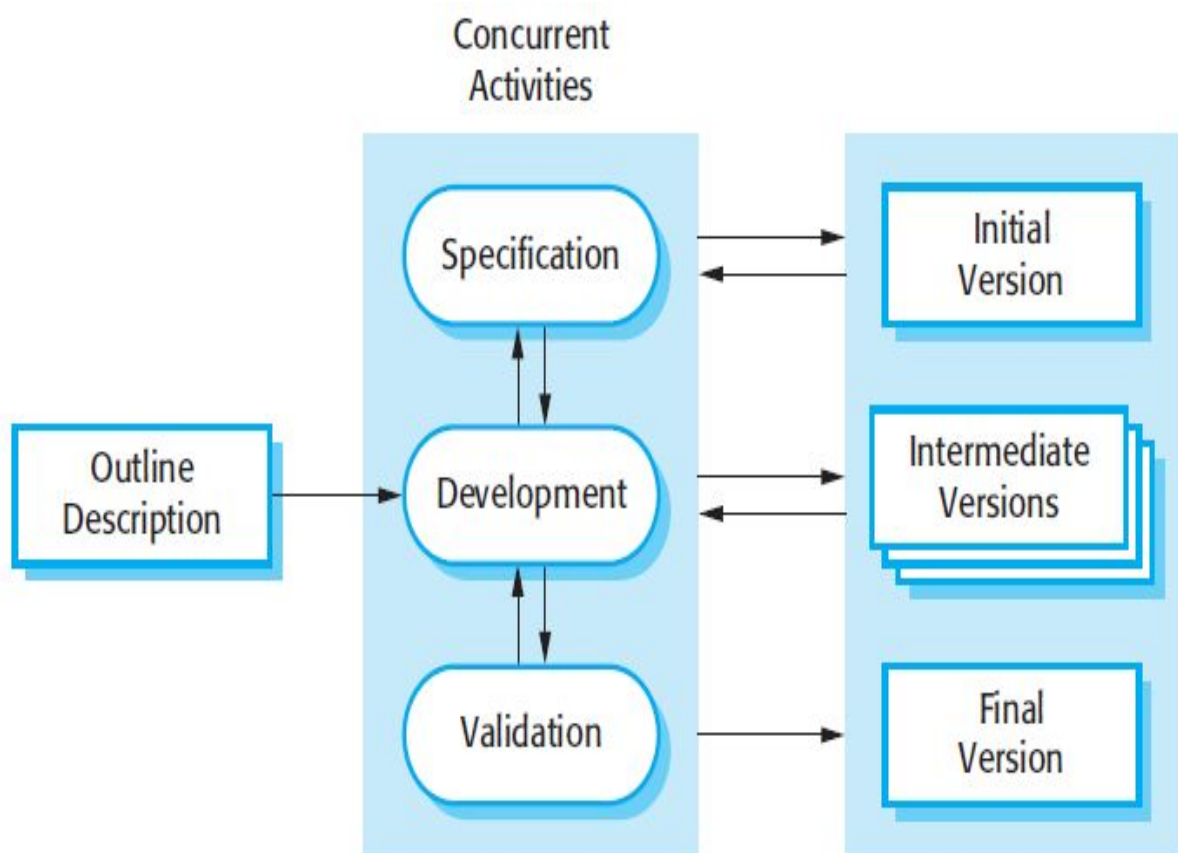 Concurrent
Activities
Specification
Initial
Version
Outline
Description
Development
Intermediate
Versions
Validation
Final
Version